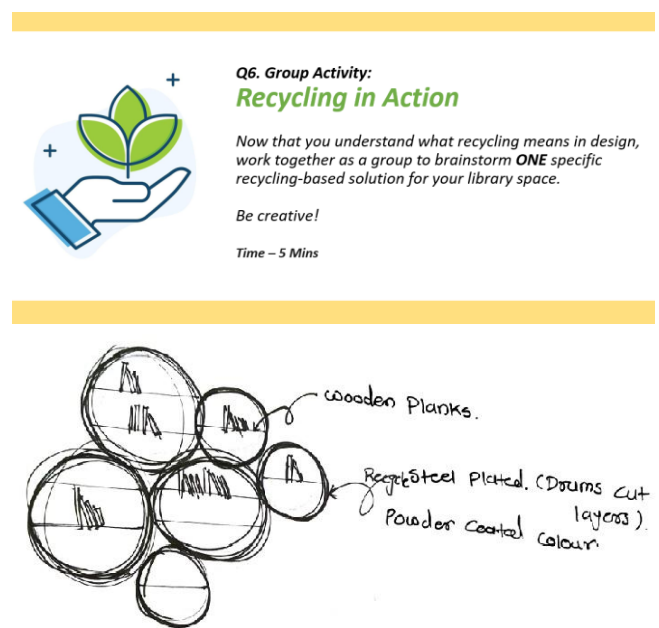 Q6. Group Activity:
Recycling in Action
Now that you understand what recycling means in design,
work together as a group to brainstorm ONE specific
recycling-based solution for your library space.
Be creative!
Time – 5 Mins
wooden Planks.
Steel Plated. (Drums cut
layers).
Powder coated colour.